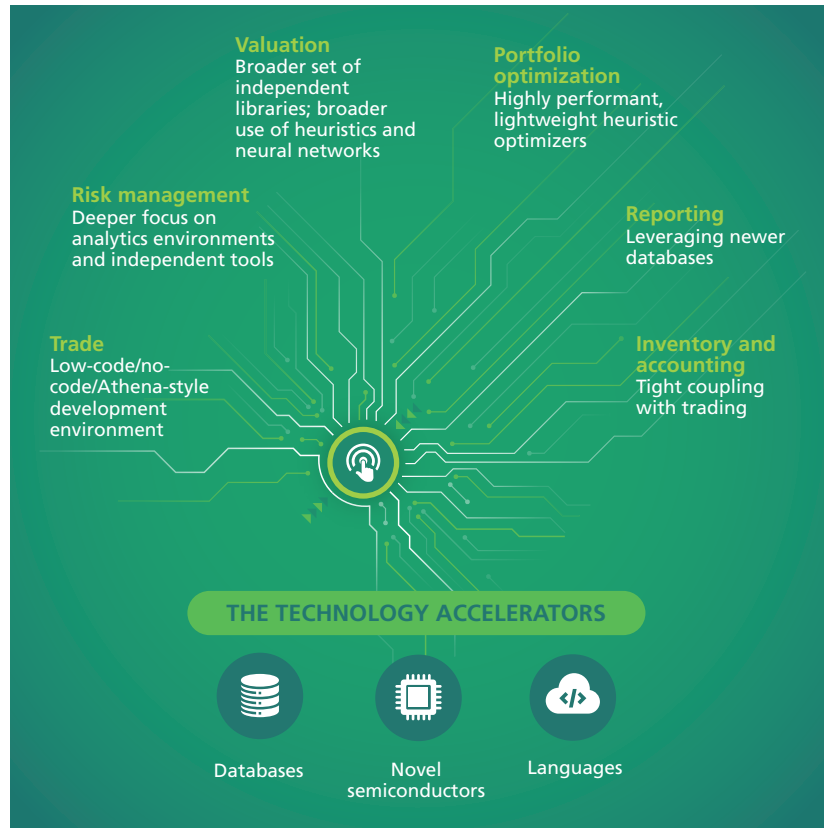 Valuation
Broader set of
independent
libraries; broader
use of heuristics and
neural networks
Portfolio
optimization
Highly performant,
lightweight heuristic
optimizers
Risk management
Deeper focus on
analytics environments
and independent tools
Reporting
Leveraging newer
databases
Trade
Low-code/no-
code/Athena-style
development
environment
Inventory and
accounting
Tight coupling
with trading
THE TECHNOLOGY ACCELERATORS
</>
Databases
Novel
semiconductors
Languages